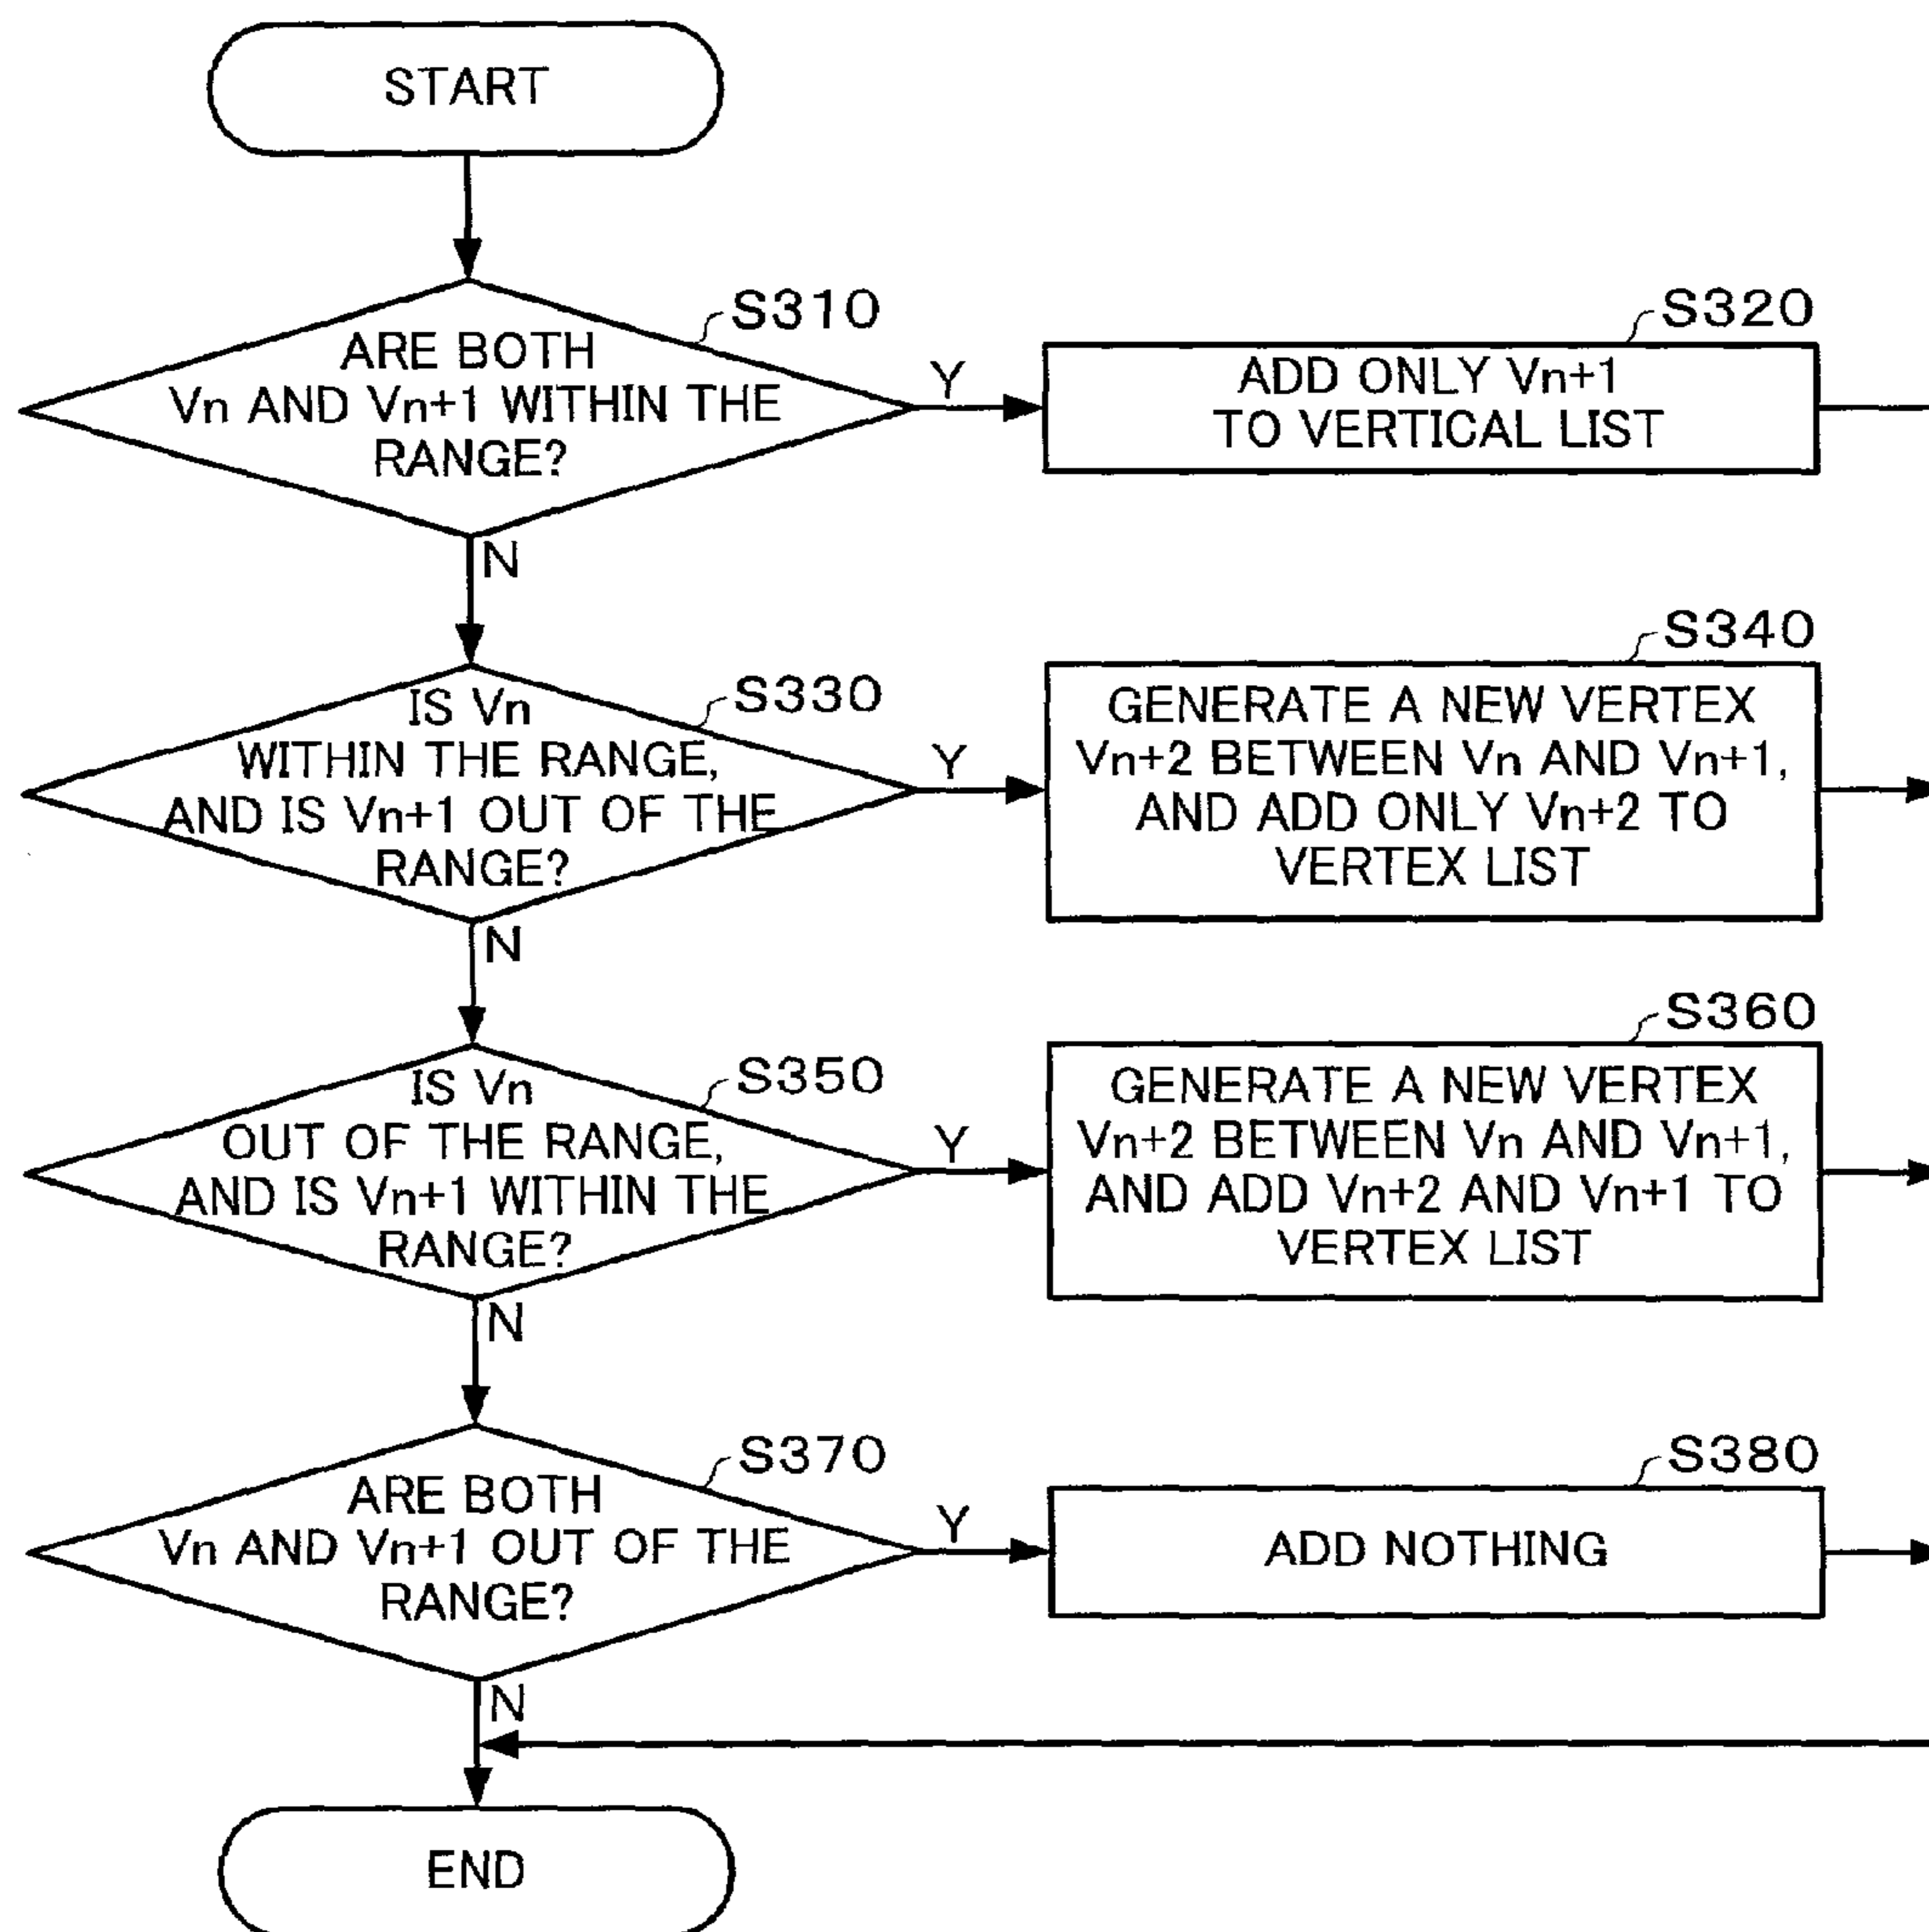 START
S310
ARE BOTH
Vn AND Vn+1 WITHIN THE
RANGE?
Y
N
S320
ADD ONLY Vn+1
TO VERTICAL LIST
S330
IS Vn
WITHIN THE RANGE,
AND IS Vn+1 OUT OF THE
RANGE?
Y
N
S340
GENERATE A NEW VERTEX
Vn+2 BETWEEN Vn AND Vn+1,
AND ADD ONLY Vn+2 TO
VERTEX LIST
S350
IS Vn
OUT OF THE RANGE,
AND IS Vn+1 WITHIN THE
RANGE?
Y
N
S360
GENERATE A NEW VERTEX
Vn+2 BETWEEN Vn AND Vn+1,
AND ADD Vn+2 AND Vn+1 TO
VERTEX LIST
S370
ARE BOTH
Vn AND Vn+1 OUT OF THE
RANGE?
Y
N
S380
ADD NOTHING
END